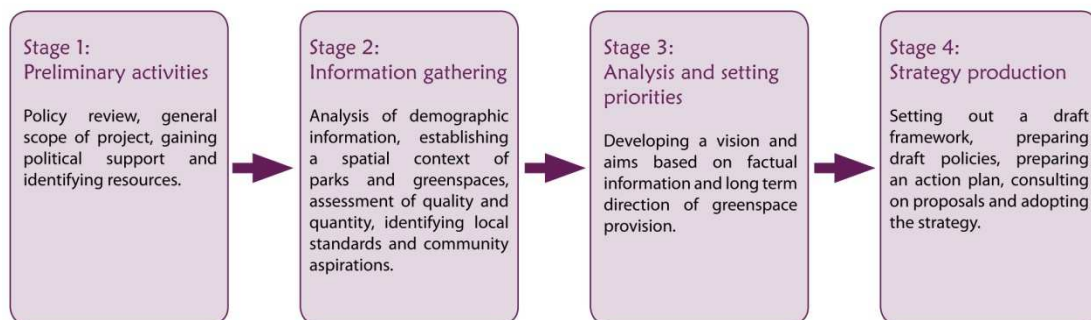 Stage 1:
Preliminary activities
Policy review, general
scope of project, gaining
political support and
identifying resources.
Stage 2:
Information gathering
Analysis of demographic
information, establishing
a spatial context of
parks and greenspaces,
assessment of quality and
quantity, identifying local
standards and community
aspirations.
Stage 3:
Analysis and setting
priorities
Developing a vision and
aims based on factual
information and long term
direction of greenspace
provision.
Stage 4:
Strategy production
Setting out a draft
framework, preparing
draft policies, preparing
an action plan, consulting
on proposals and adopting
the strategy.